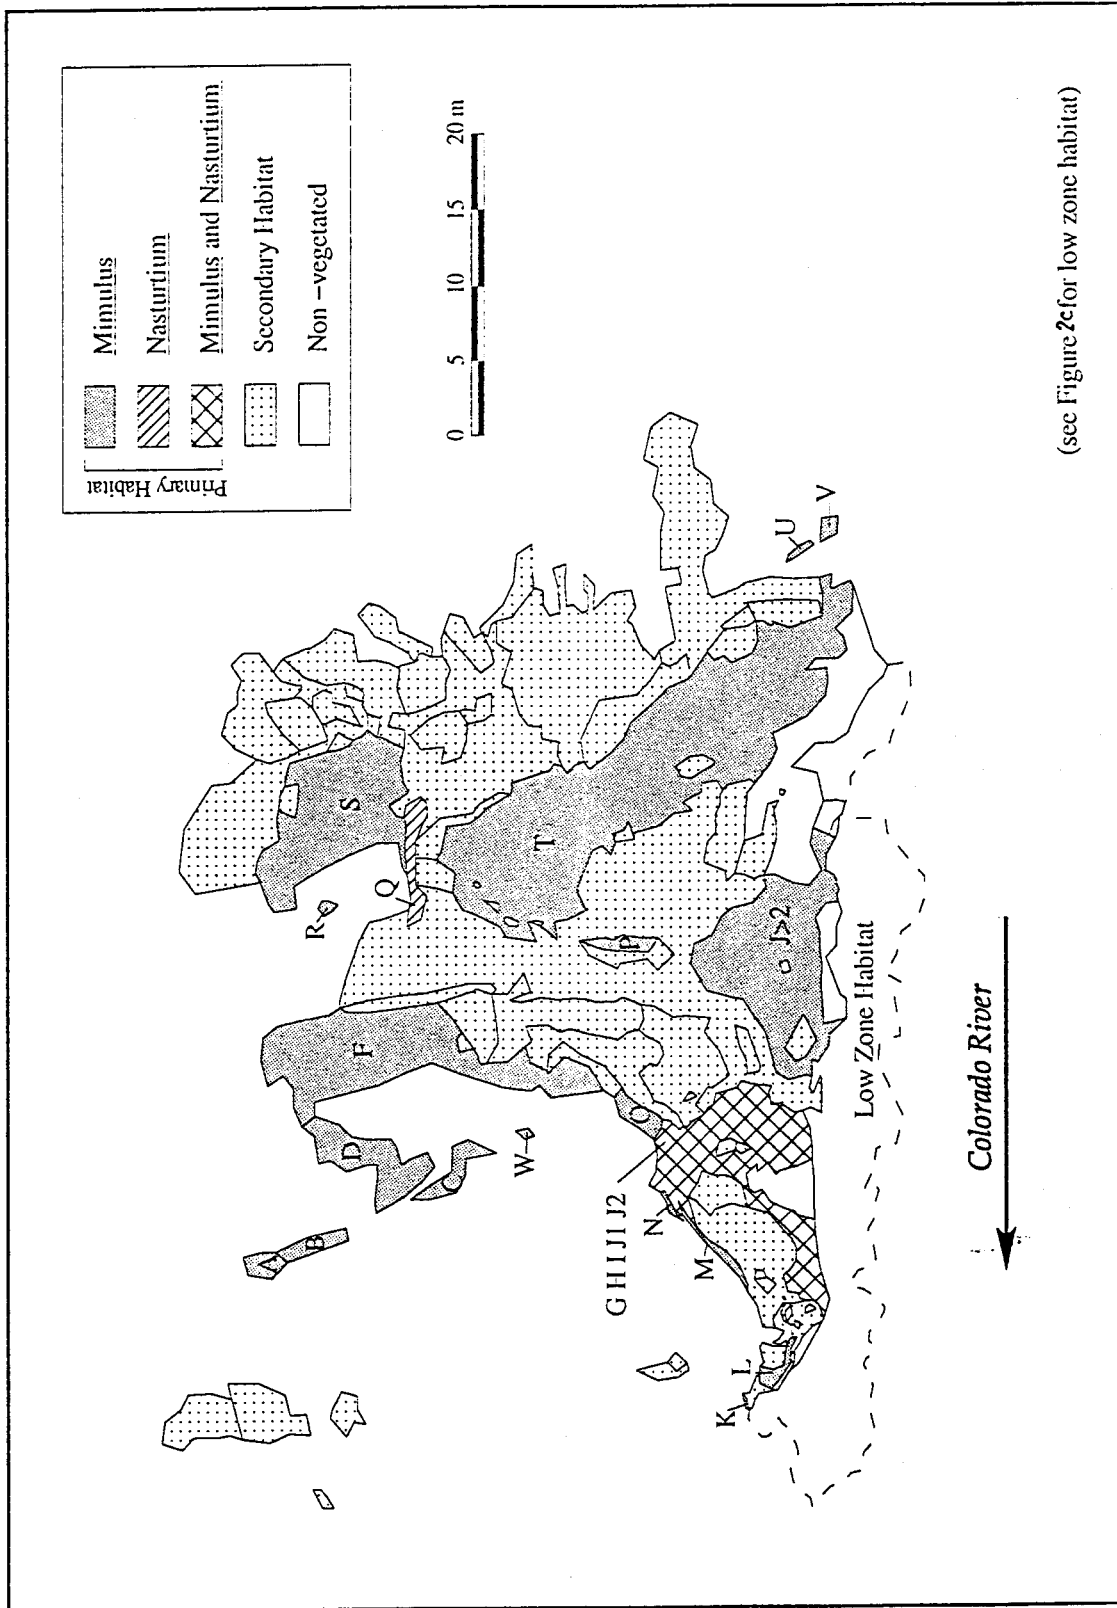 Primary Habitat
Mimulus
Nasturtium
Mimulus and Nasturtium
Secondary Habitat
Non-vegetated
0 5 10 15 20 m
A
B
C
D
F
W
R
S
Q
T
P
O
N
M
G H I J1 J2
J>2
L
K
U
V
Low Zone Habitat
Colorado River
(see Figure 2c for low zone habitat)